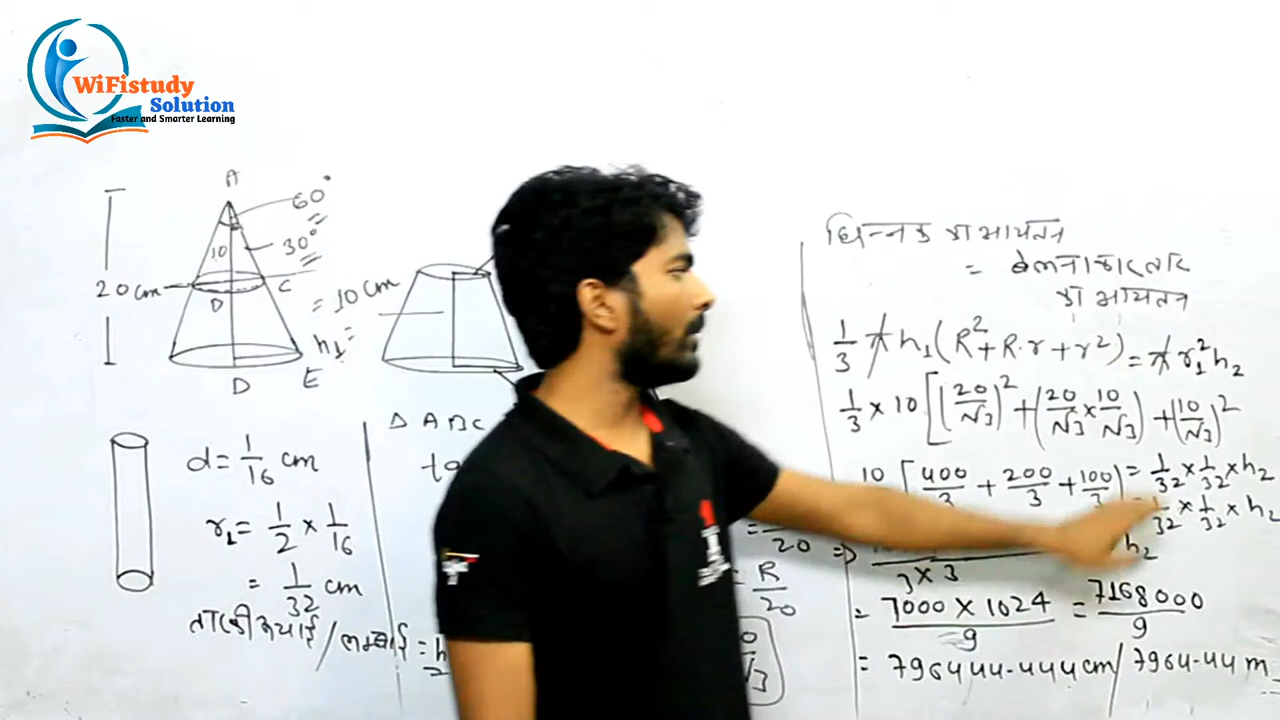 WiFistudy
Solution
Faster and Smarter Learning
A
60°
30°
10
20 cm
C
D
D
E
= 10 cm
h₁ =
d = 1/16 cm
r₁ = 1/2 × 1/16
= 1/32 cm
Δ ABC
20
= R/20
छिन्नक का आयतन
= बेलनाकार तार
का आयतन
1/3 π h₁ (R² + R·r + r²) = π r₁² h₂
1/3 × 10 [(20/√3)² + (20/√3 × 10/√3) + (10/√3)²
10 [400/3 + 200/3 + 100/3] = 1/32 × 1/32 × h₂
1/32 × 1/32 × h₂
⇒
3 × 3
h₂
= 7000 × 1024 / 9 = 7168000 / 9
= 796444.444 cm / 7964.44 m